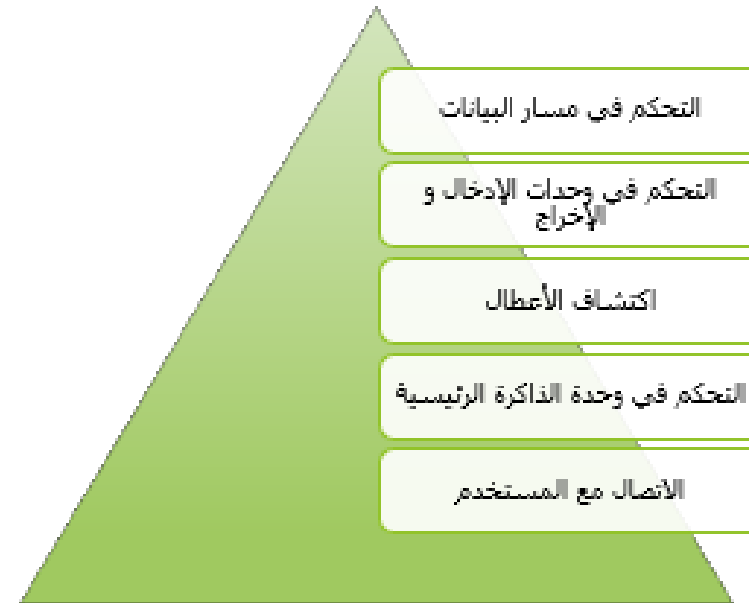 التحكم في مسار البيانات
التحكم في وحدات الإدخال و
الإخراج
اكتشاف الأعطال
التحكم في وحدة الذاكرة الرئيسية
الاتصال مع المستخدم